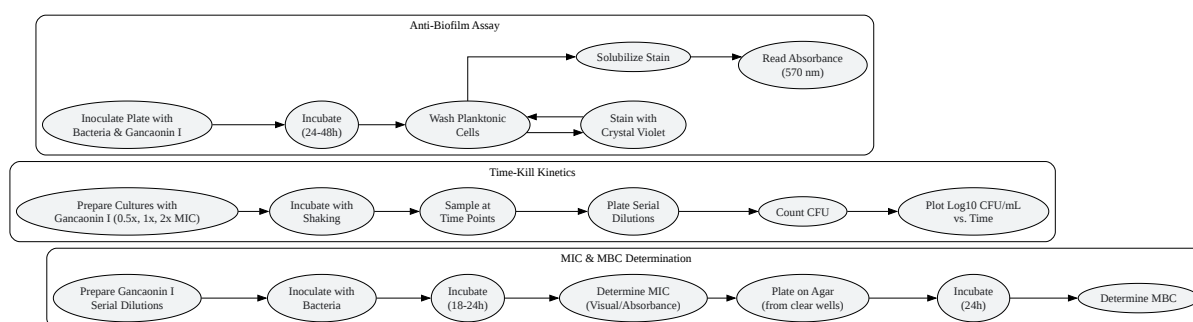 Anti-Biofilm Assay
Solubilize Stain
Read Absorbance
(570 nm)
Inoculate Plate with
Bacteria & Gancaonin I
Incubate
(24-48h)
Wash Planktonic
Cells
Stain with
Crystal Violet
Time-Kill Kinetics
Prepare Cultures with
Gancaonin I (0.5x, 1x, 2x MIC)
Incubate with
Shaking
Sample at
Time Points
Plate Serial
Dilutions
Count CFU
Plot Log10 CFU/mL
vs. Time
MIC & MBC Determination
Prepare Gancaonin I
Serial Dilutions
Inoculate with
Bacteria
Incubate
(18-24h)
Determine MIC
(Visual/Absorbance)
Plate on Agar
(from clear wells)
Incubate
(24h)
Determine MBC